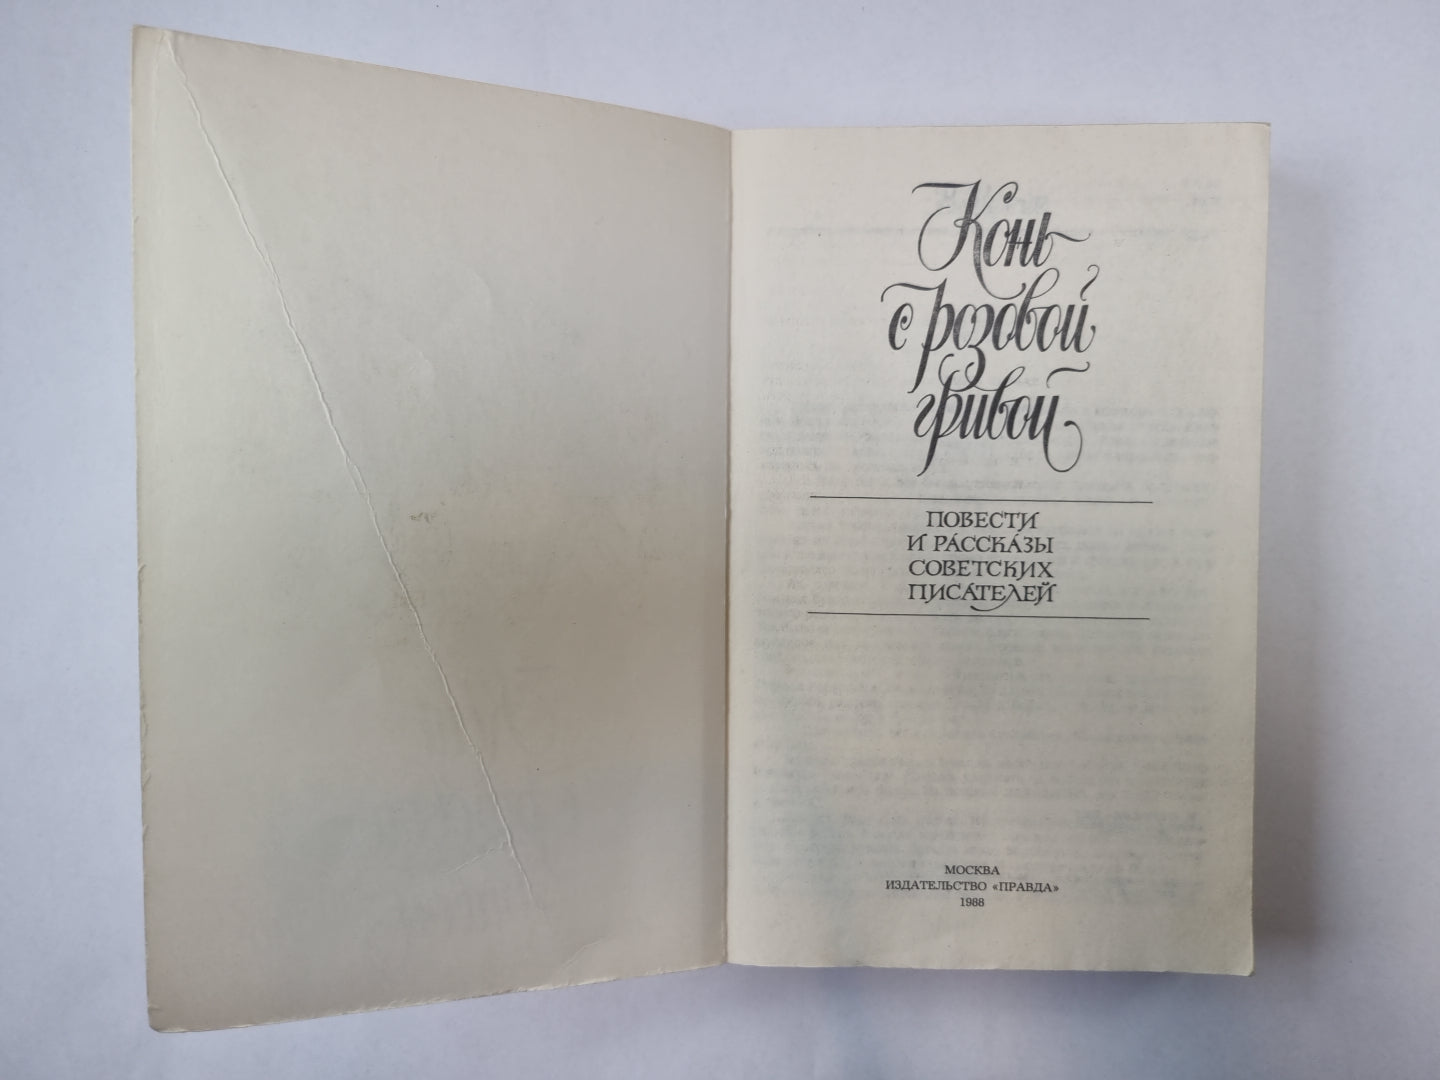 Конь
с розовой
гривой
ПОВЕСТИ
И РАССКАЗЫ
СОВЕТСКИХ
ПИСАТЕЛЕЙ
МОСКВА
ИЗДАТЕЛЬСТВО «ПРАВДА»
1988